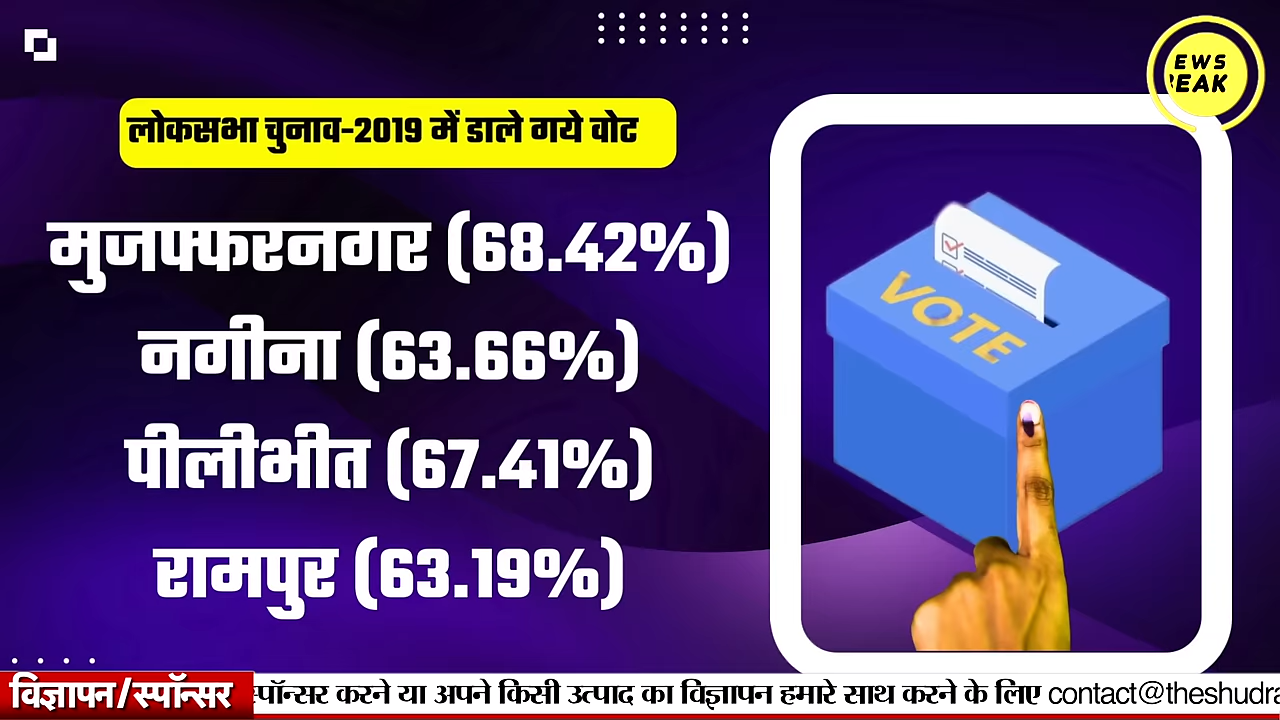 EWS
REAK
लोकसभा चुनाव-2019 में डाले गये वोट
मुजफ्फरनगर (68.42%)
नगीना (63.66%)
पीलीभीत (67.41%)
रामपुर (63.19%)
VOTE
विज्ञापन/स्पॉन्सर
स्पॉन्सर करने या अपने किसी उत्पाद का विज्ञापन हमारे साथ करने के लिए contact@theshudra